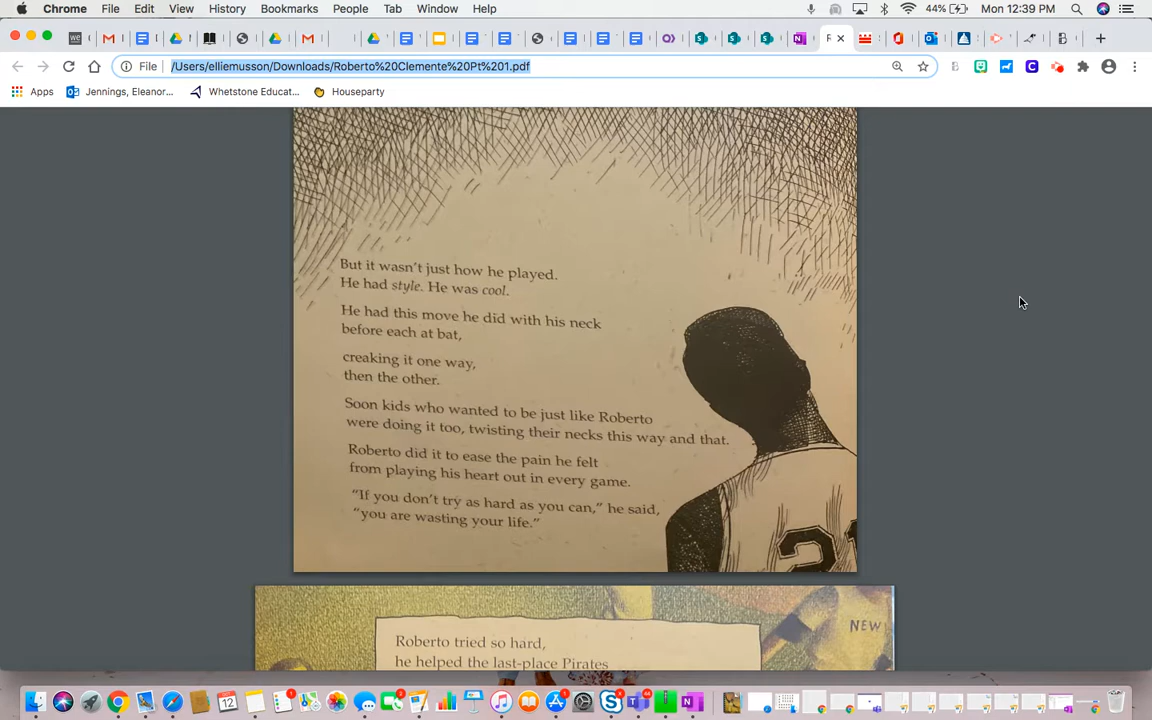 Chrome File Edit View History Bookmarks People Tab Window Help
44% Mon 12:39 PM
File /Users/elliemusson/Downloads/Roberto%20Clemente%20Pt%201.pdf
Apps Jennings, Eleanor... Whetstone Educat... Houseparty
But it wasn't just how he played.
He had style. He was cool.
He had this move he did with his neck
before each at bat,
creaking it one way,
then the other.
Soon kids who wanted to be just like Roberto
were doing it too, twisting their necks this way and that.
Roberto did it to ease the pain he felt
from playing his heart out in every game.
"If you don't try as hard as you can," he said,
"you are wasting your life."
NEW
Roberto tried so hard,
he helped the last-place Pirates